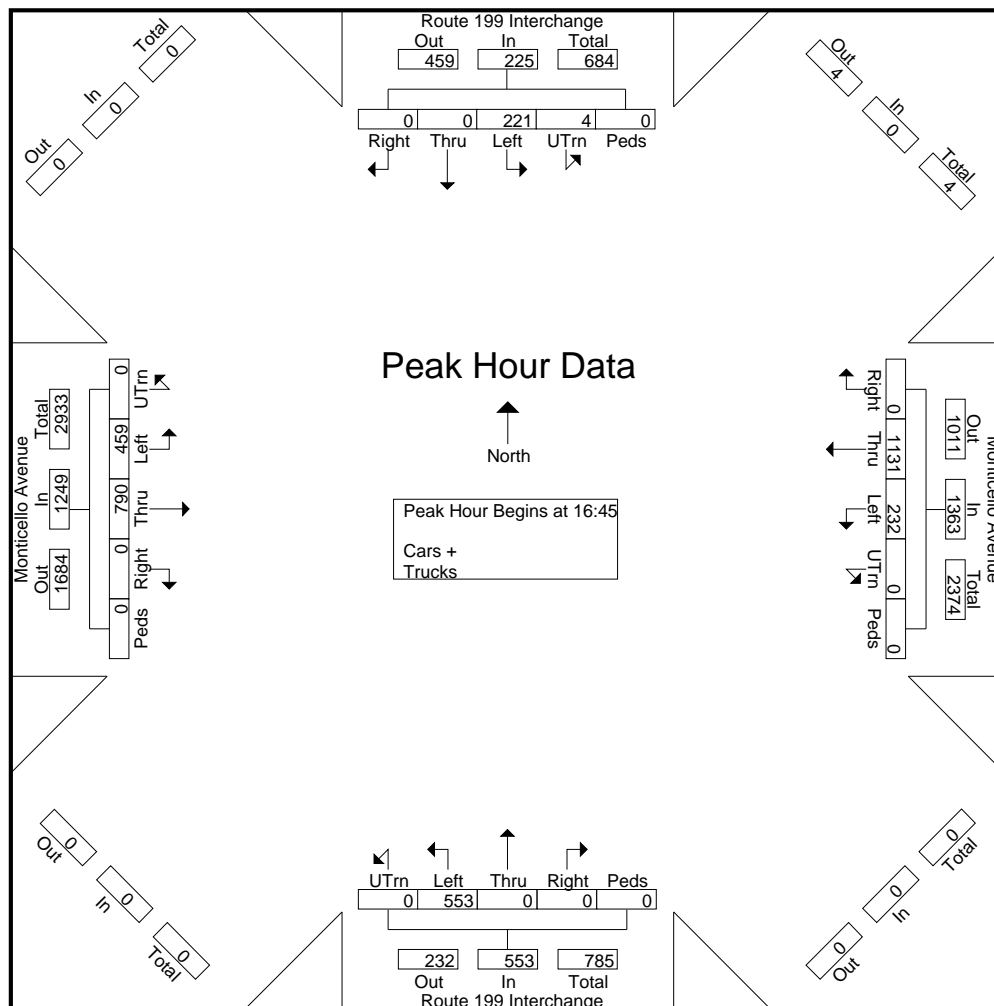 Route 199 Interchange
Out In Total
459 225 684
0 0 221 4 0
Right Thru Left UTrn Peds
Total
0
In
0
Out
0
Out
4
In
0
Total
4
Peak Hour Data
North
Peak Hour Begins at 16:45
Cars +
Trucks
Monticello Avenue
Total In Out
2933 1249 1684
0 459 790 0 0
UTrn Left Thru Right Peds
Right Thru Left UTrn Peds
0 1131 232 0 0
Out In Total
1011 1363 2374
Monticello Avenue
0
Out
0
In
0
Total
0
Total
0
In
0
Out
UTrn Left Thru Right Peds
0 553 0 0 0
232 553 785
Out In Total
Route 199 Interchange